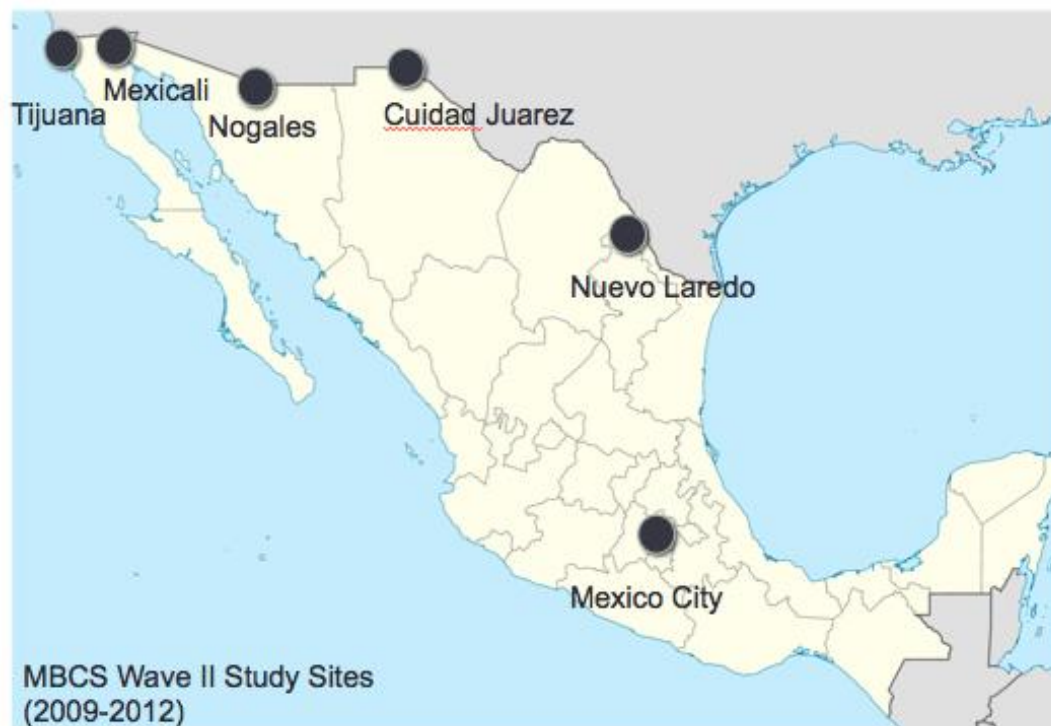 Tijuana
Mexicali
Nogales
Cuidad Juarez
Nuevo Laredo
Mexico City
MBCS Wave II Study Sites
(2009-2012)